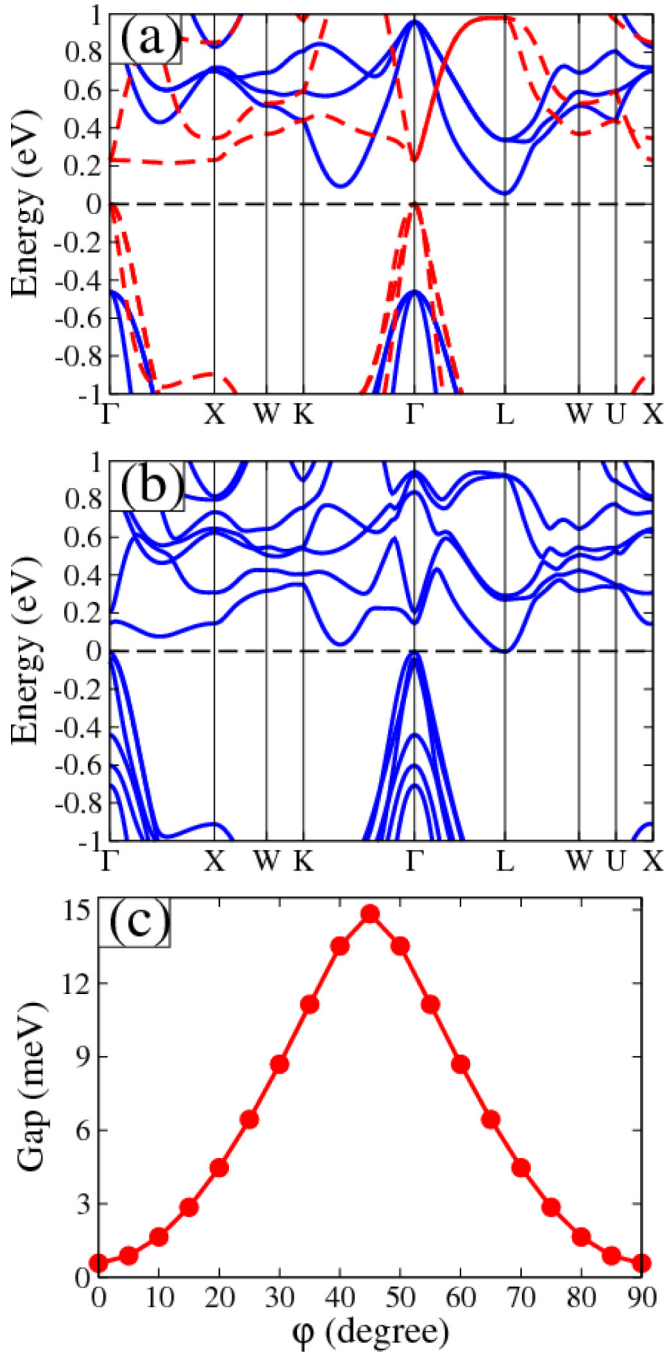 (a)
1
0.8
0.6
0.4
0.2
0
-0.2
-0.4
-0.6
-0.8
-1
Energy (eV)
Γ X W K Γ L W U X
(b)
1
0.8
0.6
0.4
0.2
0
-0.2
-0.4
-0.6
-0.8
-1
Energy (eV)
Γ X W K Γ L W U X
(c)
15
12
9
6
3
0
Gap (meV)
0 10 20 30 40 50 60 70 80 90
φ (degree)